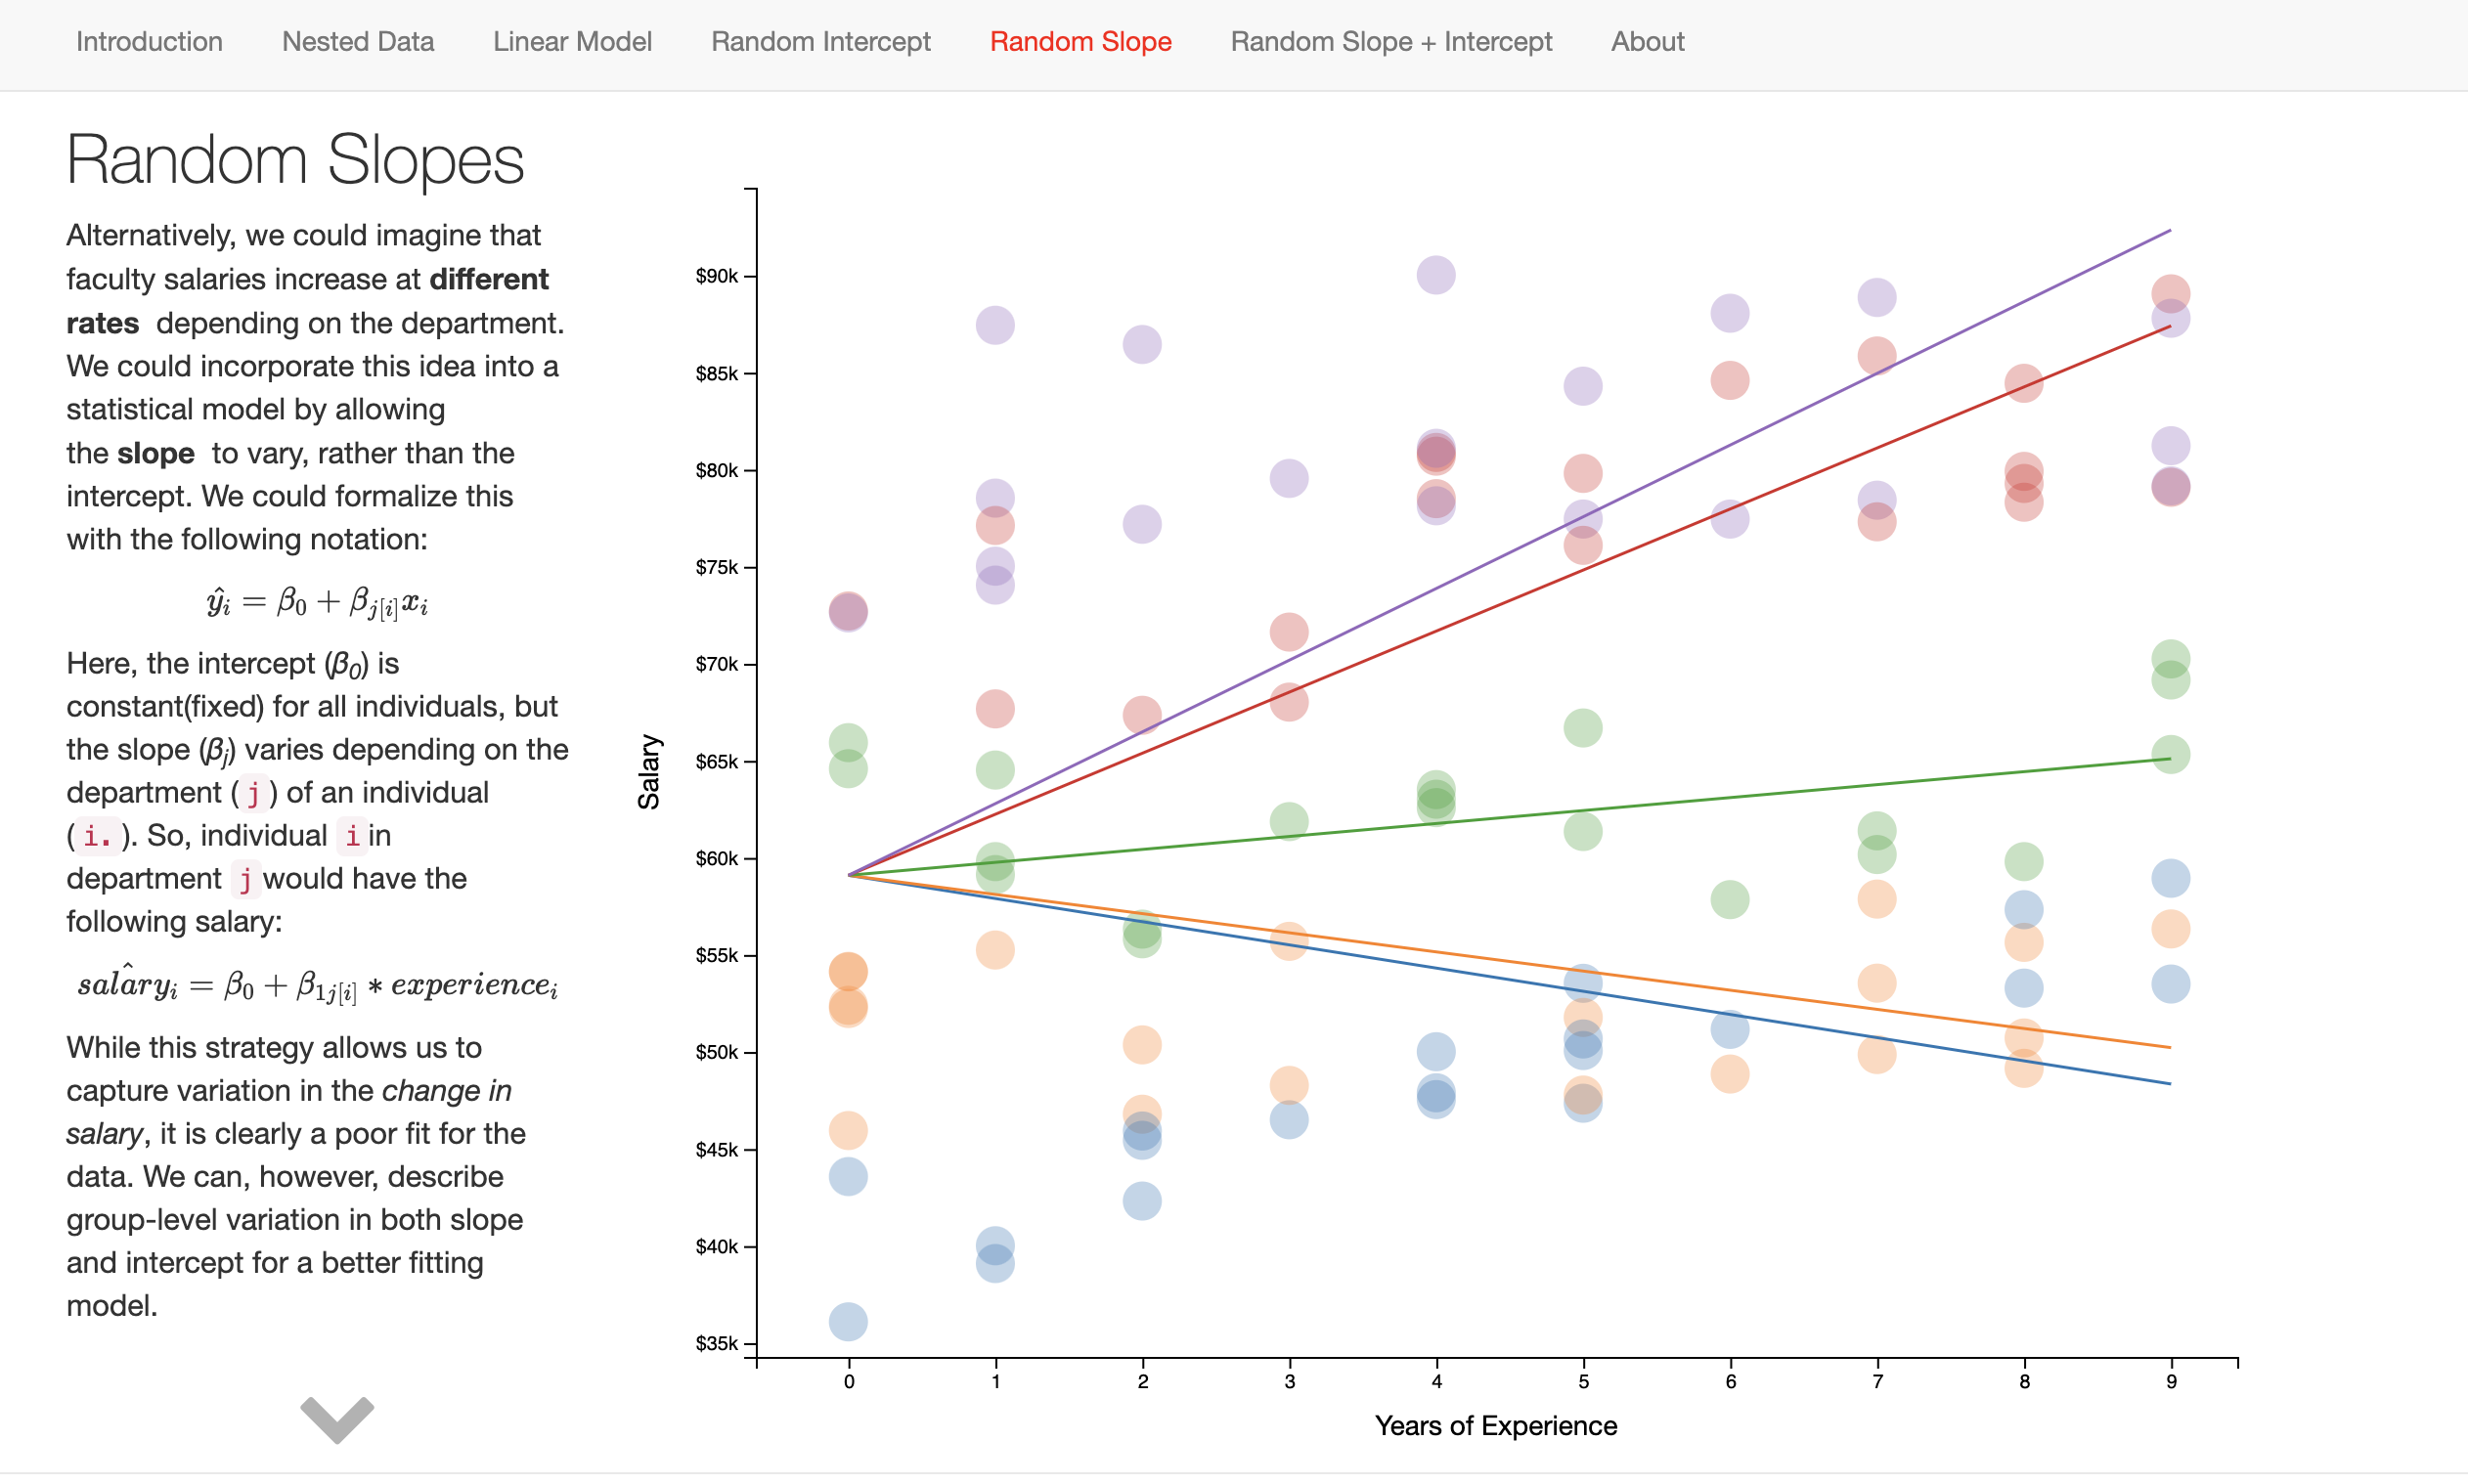 Introduction Nested Data Linear Model Random Intercept Random Slope Random Slope + Intercept About
Random Slopes
Alternatively, we could imagine that
faculty salaries increase at different
rates depending on the department.
We could incorporate this idea into a
statistical model by allowing
the slope to vary, rather than the
intercept. We could formalize this
with the following notation:
ŷᵢ = β₀ + βⱼ[ᵢ]xᵢ
Here, the intercept (β₀) is
constant(fixed) for all individuals, but
the slope (βⱼ) varies depending on the
department ( j ) of an individual
( i. ). So, individual i in
department j would have the
following salary:
salâryᵢ = β₀ + β₁ⱼ[ᵢ] * experienceᵢ
While this strategy allows us to
capture variation in the change in
salary, it is clearly a poor fit for the
data. We can, however, describe
group-level variation in both slope
and intercept for a better fitting
model.
Salary
$90k
$85k
$80k
$75k
$70k
$65k
$60k
$55k
$50k
$45k
$40k
$35k
0 1 2 3 4 5 6 7 8 9
Years of Experience